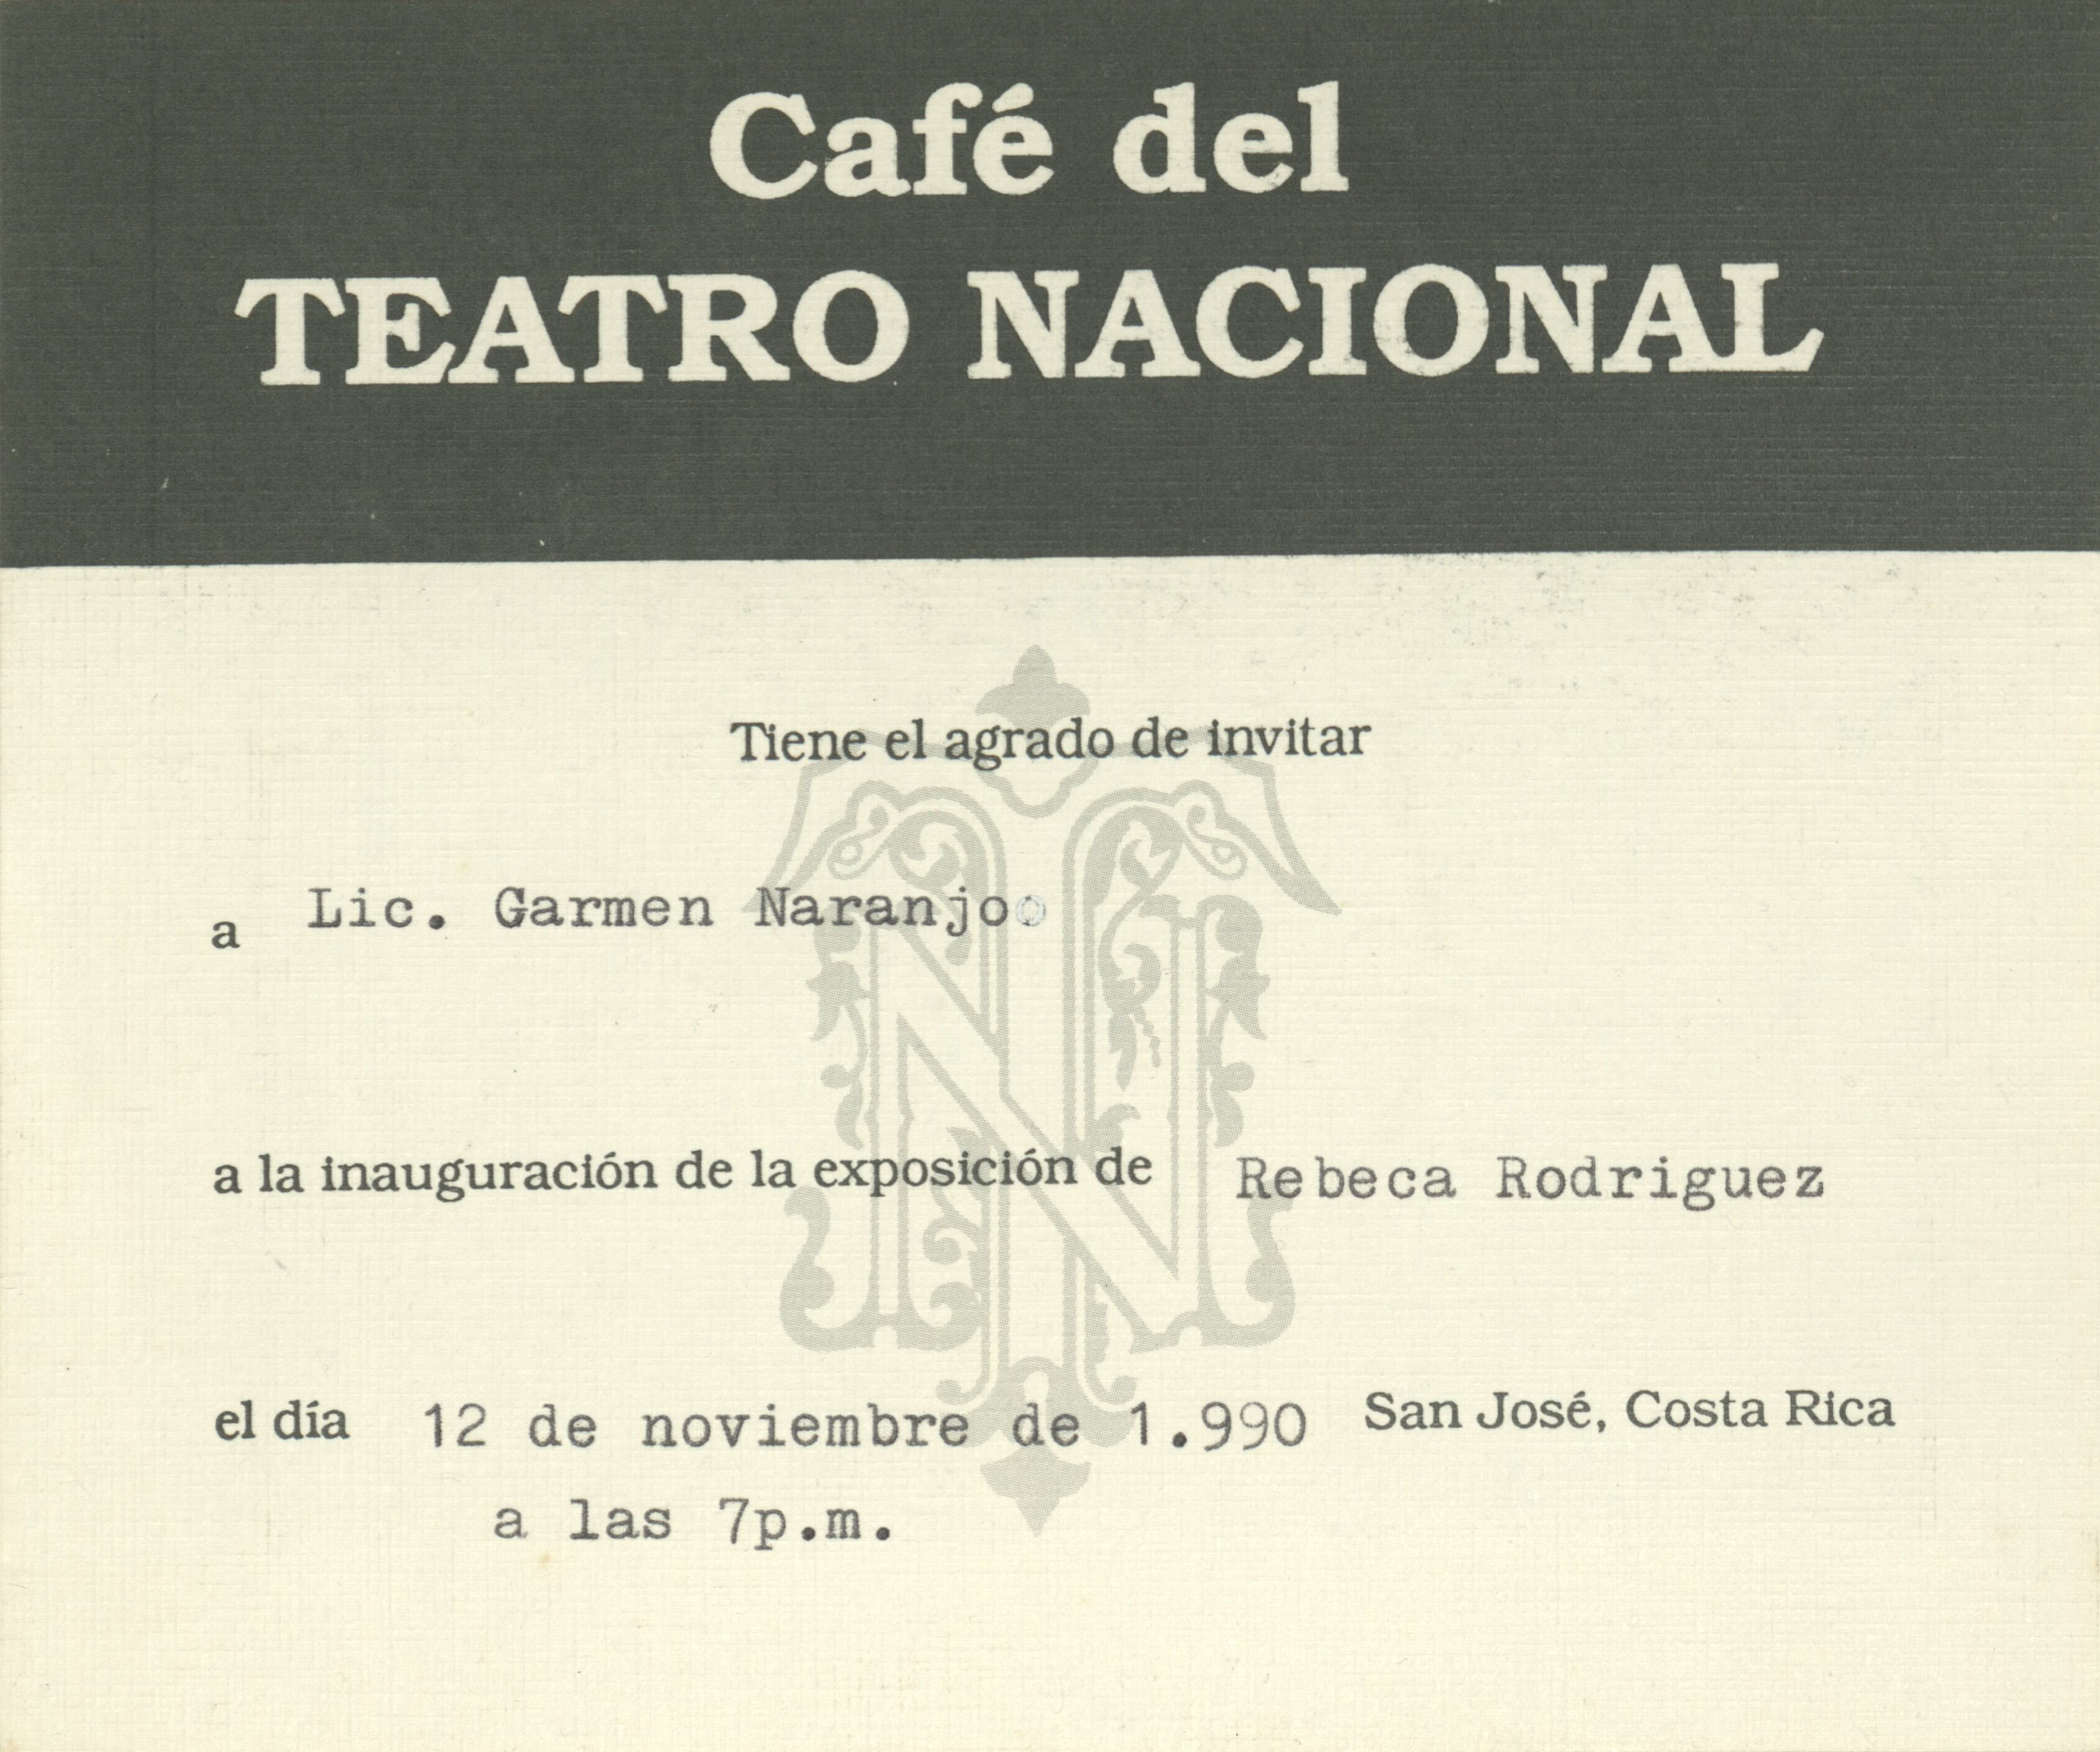 Café del
TEATRO NACIONAL
Tiene el agrado de invitar
a Lic. Garmen Naranjo
a la inauguración de la exposición de Rebeca Rodriguez
el día 12 de noviembre de 1.990 San José, Costa Rica
a las 7p.m.